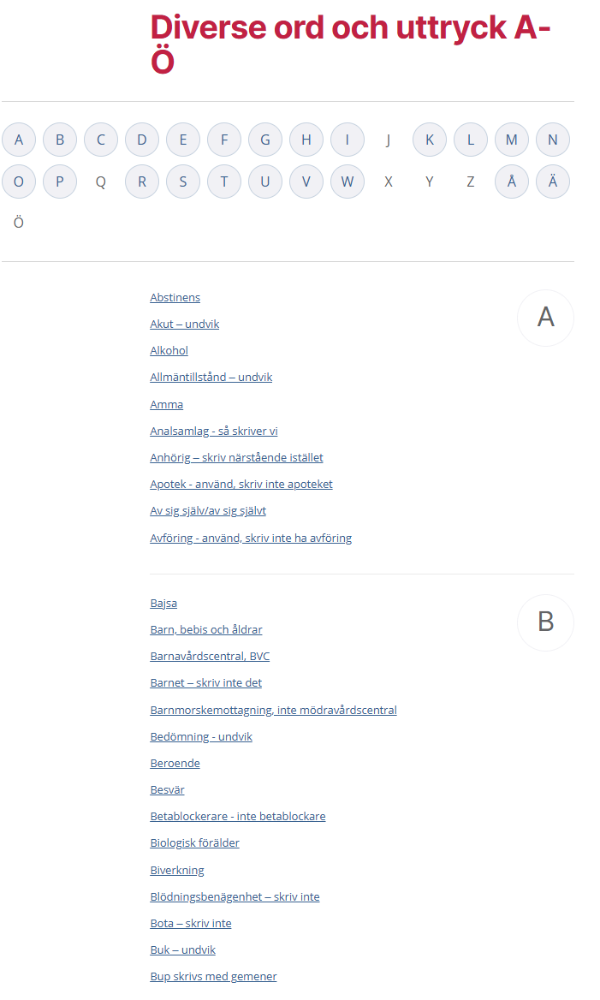 Diverse ord och uttryck A-
Ö
A B C D E F G H I J K L M N
O P Q R S T U V W X Y Z Å Ä
Ö
A
Abstinens
Akut – undvik
Alkohol
Allmäntillstånd – undvik
Amma
Analsamlag - så skriver vi
Anhörig – skriv närstående istället
Apotek - använd, skriv inte apoteket
Av sig själv/av sig självt
Avföring - använd, skriv inte ha avföring
B
Bajsa
Barn, bebis och åldrar
Barnavårdscentral, BVC
Barnet – skriv inte det
Barnmorskemottagning, inte mödravårdscentral
Bedömning - undvik
Beroende
Besvär
Betablockerare - inte betablockare
Biologisk förälder
Biverkning
Blödningsbenägenhet – skriv inte
Bota – skriv inte
Buk – undvik
Bup skrivs med gemener